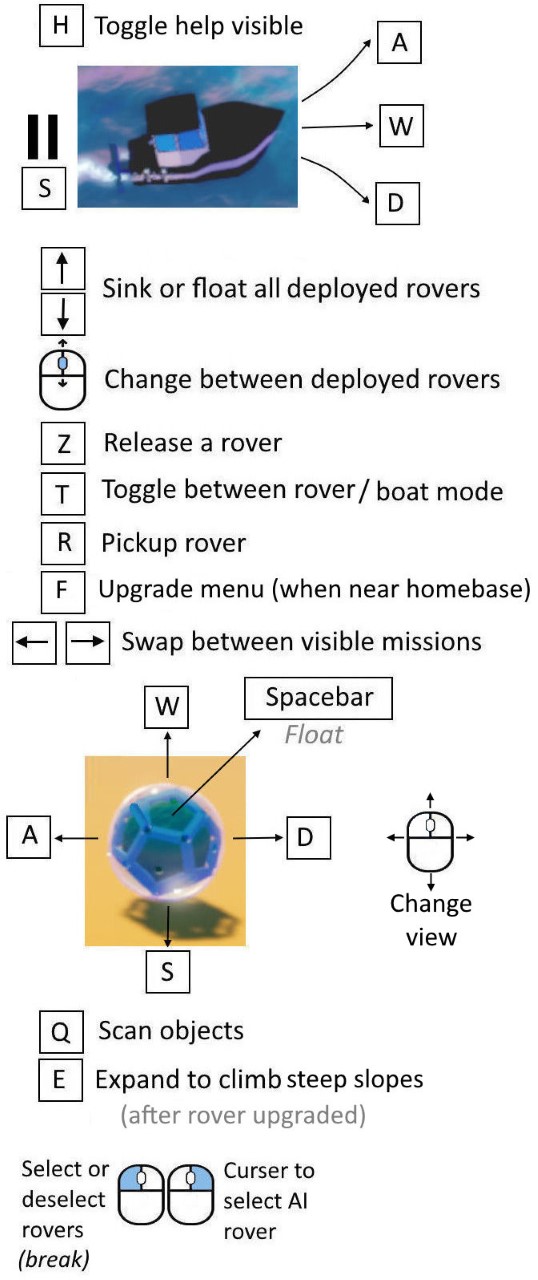 H Toggle help visible
A
W
S
D
Sink or float all deployed rovers
Change between deployed rovers
Z Release a rover
T Toggle between rover/ boat mode
R Pickup rover
F Upgrade menu (when near homebase)
Swap between visible missions
W
Spacebar
Float
A
D
S
Change
view
Q Scan objects
E Expand to climb steep slopes
(after rover upgraded)
Select or
deselect
rovers
(break)
Curser to
select AI
rover